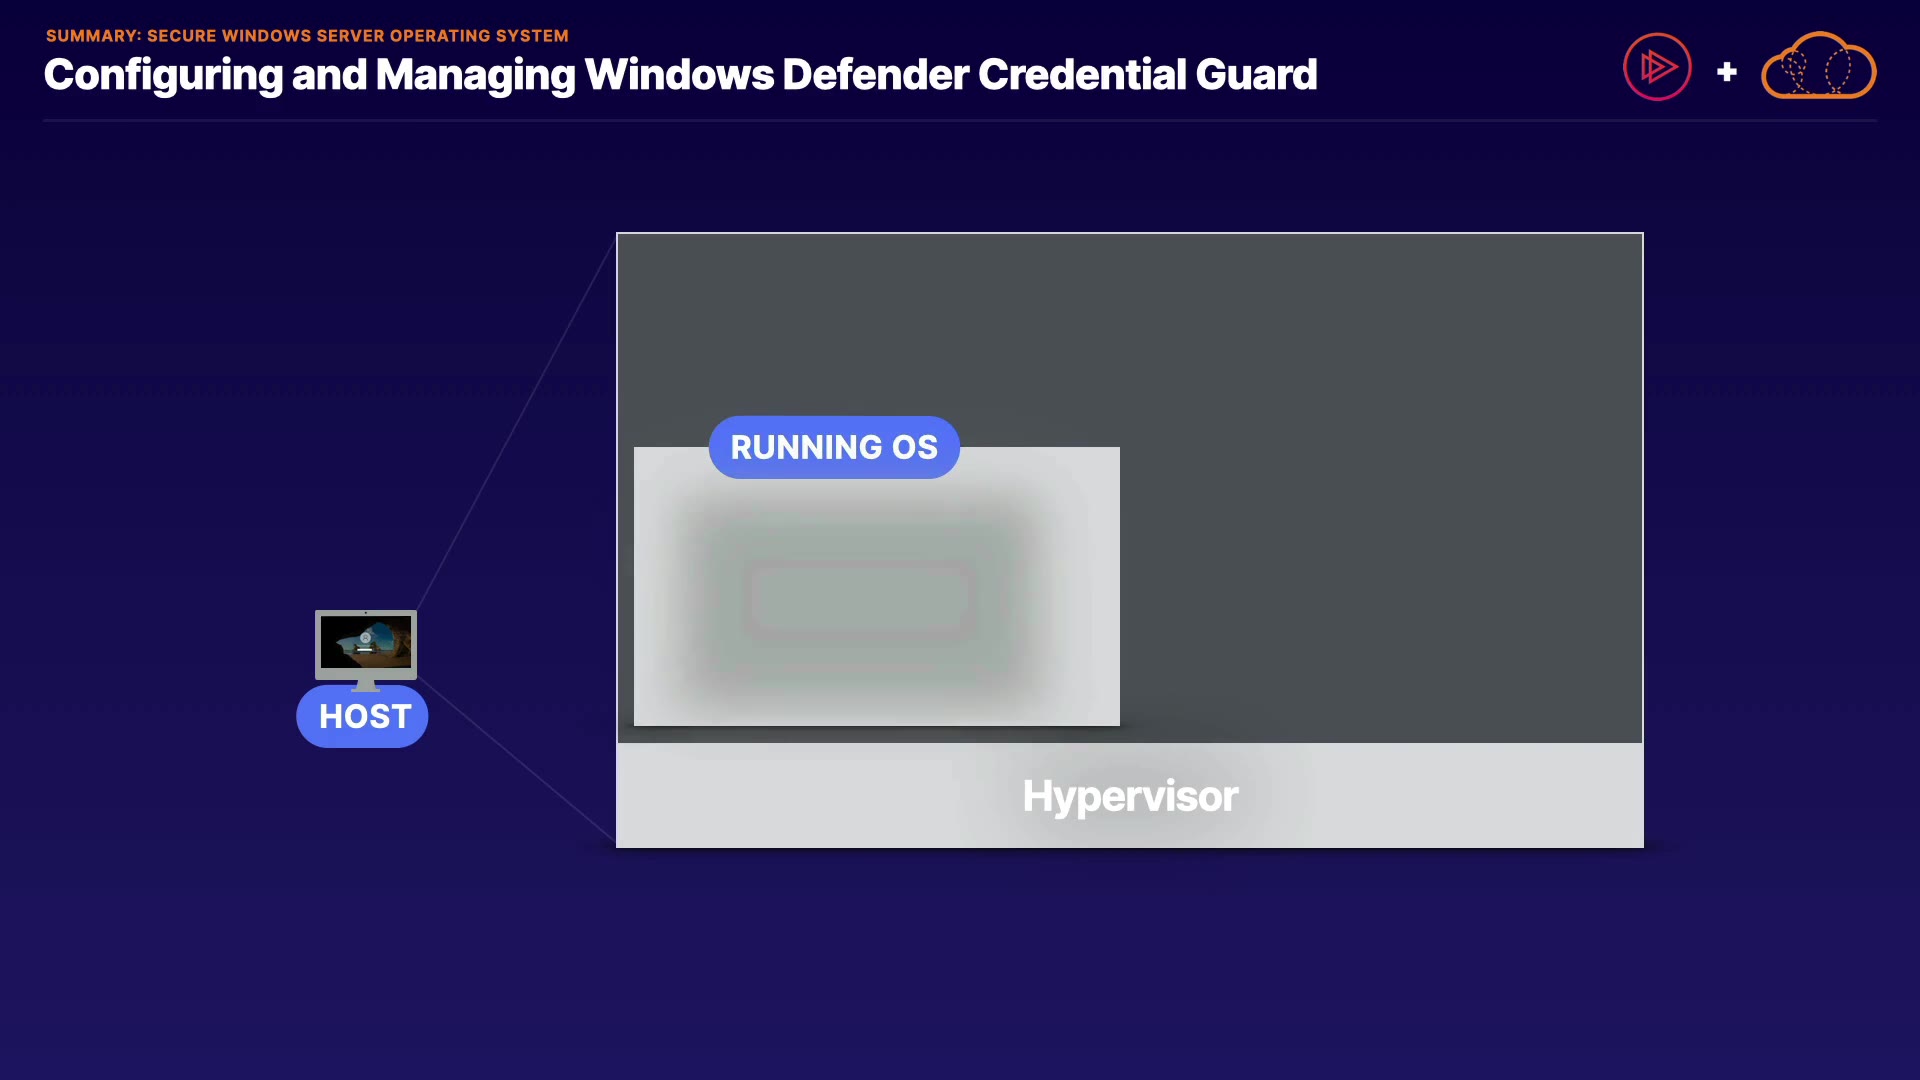 SUMMARY: SECURE WINDOWS SERVER OPERATING SYSTEM
Configuring and Managing Windows Defender Credential Guard
RUNNING OS
HOST
Hypervisor